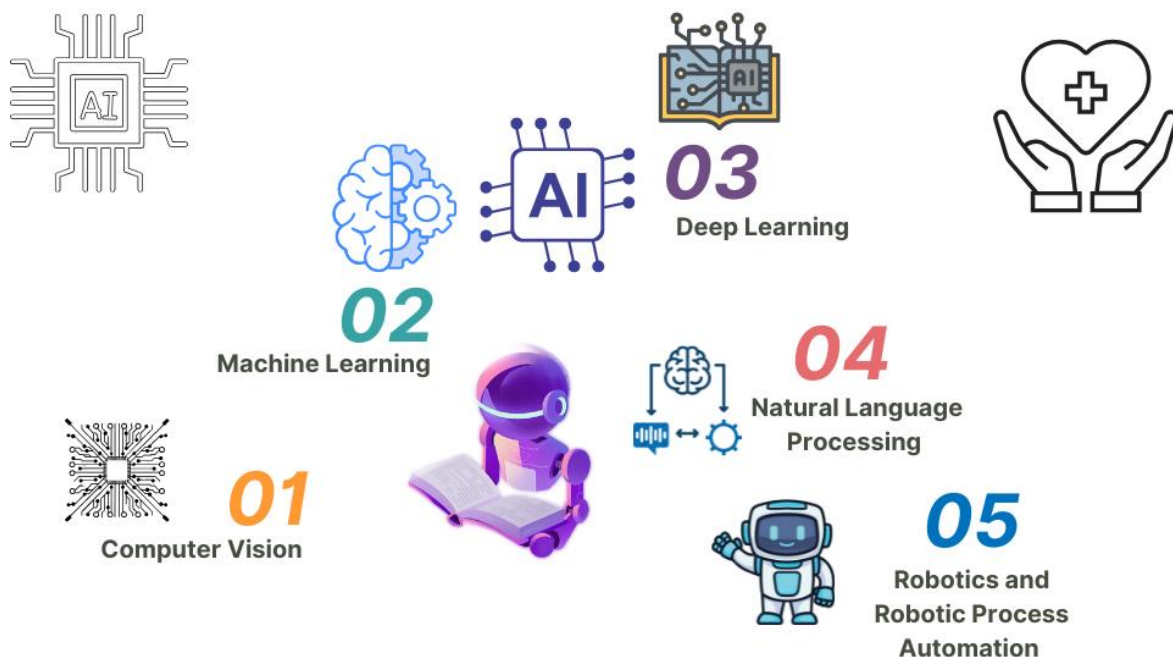 AI
AI
AI
03
Deep Learning
02
Machine Learning
04
Natural Language
Processing
01
Computer Vision
05
Robotics and
Robotic Process
Automation